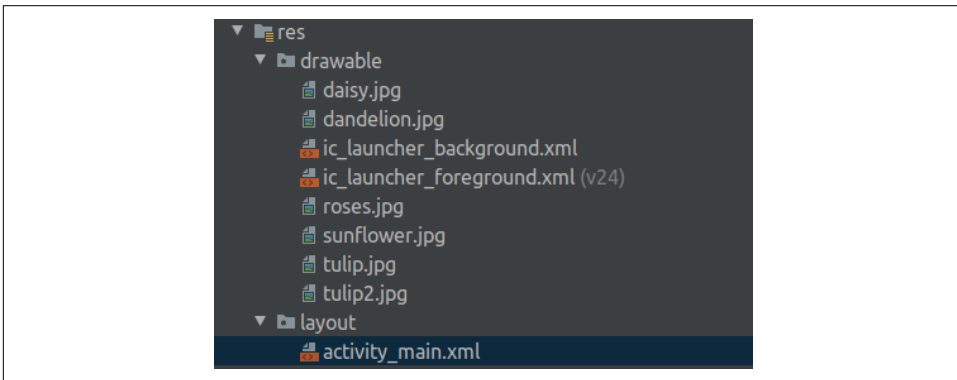 res
drawable
daisy.jpg
dandelion.jpg
ic_launcher_background.xml
ic_launcher_foreground.xml (v24)
roses.jpg
sunflower.jpg
tulip.jpg
tulip2.jpg
layout
activity_main.xml